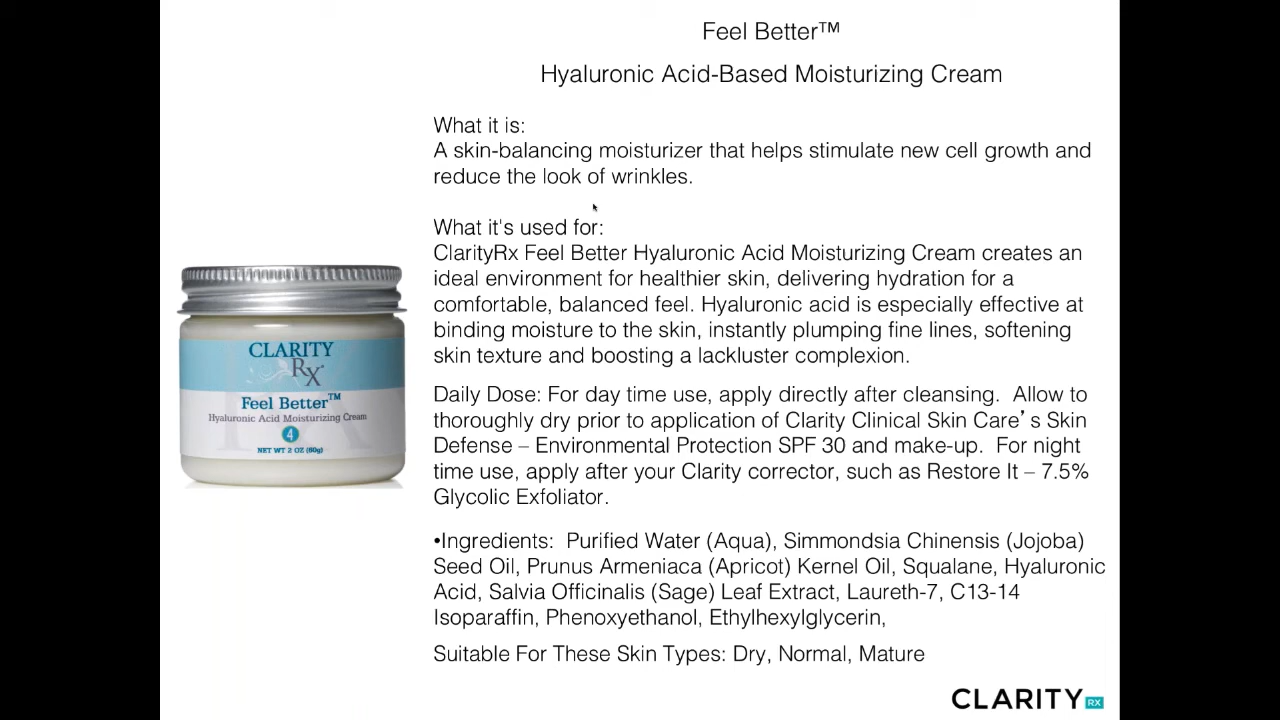 Feel Better™
Hyaluronic Acid-Based Moisturizing Cream
What it is:
A skin-balancing moisturizer that helps stimulate new cell growth and
reduce the look of wrinkles.
What it's used for:
ClarityRx Feel Better Hyaluronic Acid Moisturizing Cream creates an
ideal environment for healthier skin, delivering hydration for a
comfortable, balanced feel. Hyaluronic acid is especially effective at
binding moisture to the skin, instantly plumping fine lines, softening
skin texture and boosting a lackluster complexion.
Daily Dose: For day time use, apply directly after cleansing.  Allow to
thoroughly dry prior to application of Clarity Clinical Skin Care’s Skin
Defense – Environmental Protection SPF 30 and make-up.  For night
time use, apply after your Clarity corrector, such as Restore It – 7.5%
Glycolic Exfoliator.
•Ingredients:  Purified Water (Aqua), Simmondsia Chinensis (Jojoba)
Seed Oil, Prunus Armeniaca (Apricot) Kernel Oil, Squalane, Hyaluronic
Acid, Salvia Officinalis (Sage) Leaf Extract, Laureth-7, C13-14
Isoparaffin, Phenoxyethanol, Ethylhexylglycerin,
Suitable For These Skin Types: Dry, Normal, Mature
CLARITY
Rx
Feel Better™
Hyaluronic Acid Moisturizing Cream
4
NET WT 2 OZ (60g)
CLARITY RX